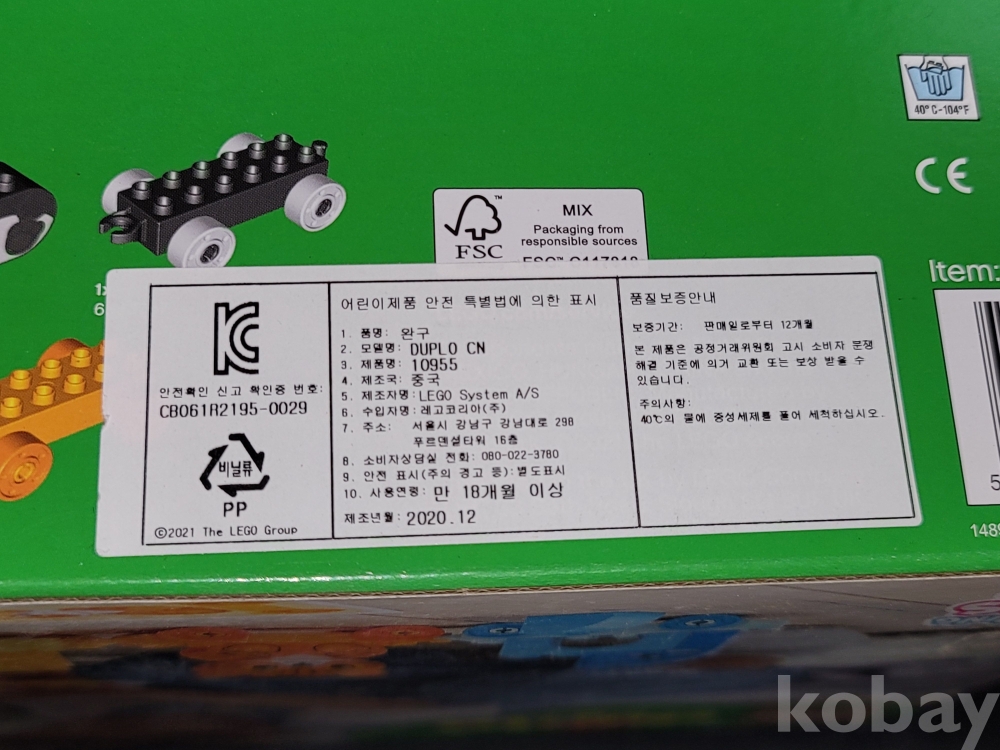 40°C-104°F
CE
MIX
Packaging from
responsible sources
FSC
Item:
KC
안전확인 신고 확인증 번호:
CB061R2195-0029
비닐류
PP
©2021 The LEGO Group
어린이제품 안전 특별법에 의한 표시
1. 품명: 완구
2. 모델명: DUPLO CN
3. 제품명: 10955
4. 제조국: 중국
5. 제조자명: LEGO System A/S
6. 수입자명: 레고코리아(주)
7. 주소: 서울시 강남구 강남대로 298
푸르덴셜타워 16층
8. 소비자상담실 전화: 080-022-3780
9. 안전 표시(주의 경고 등): 별도표시
10. 사용연령: 만 18개월 이상
제조년월: 2020.12
품질보증안내
보증기간: 판매일로부터 12개월
본 제품은 공정거래위원회 고시 소비자 분쟁
해결 기준에 의거 교환 또는 보상 받을 수
있습니다.
주의사항:
40℃의 물에 중성세제를 풀어 세척하십시오.
kobay